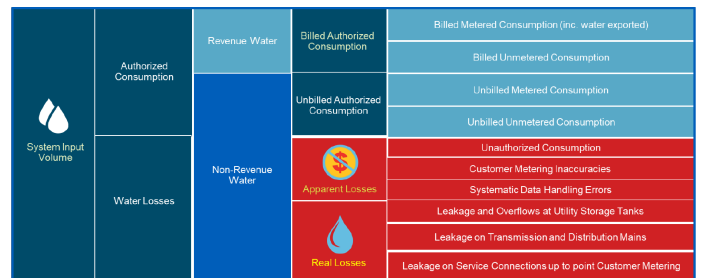 System Input
Volume
Authorized
Consumption
Water Losses
Revenue Water
Non-Revenue
Water
Billed Authorized
Consumption
Unbilled Authorized
Consumption
Apparent Losses
Real Losses
Billed Metered Consumption (inc. water exported)
Billed Unmetered Consumption
Unbilled Metered Consumption
Unbilled Unmetered Consumption
Unauthorized Consumption
Customer Metering Inaccuracies
Systematic Data Handling Errors
Leakage and Overflows at Utility Storage Tanks
Leakage on Transmission and Distribution Mains
Leakage on Service Connections up to point Customer Metering